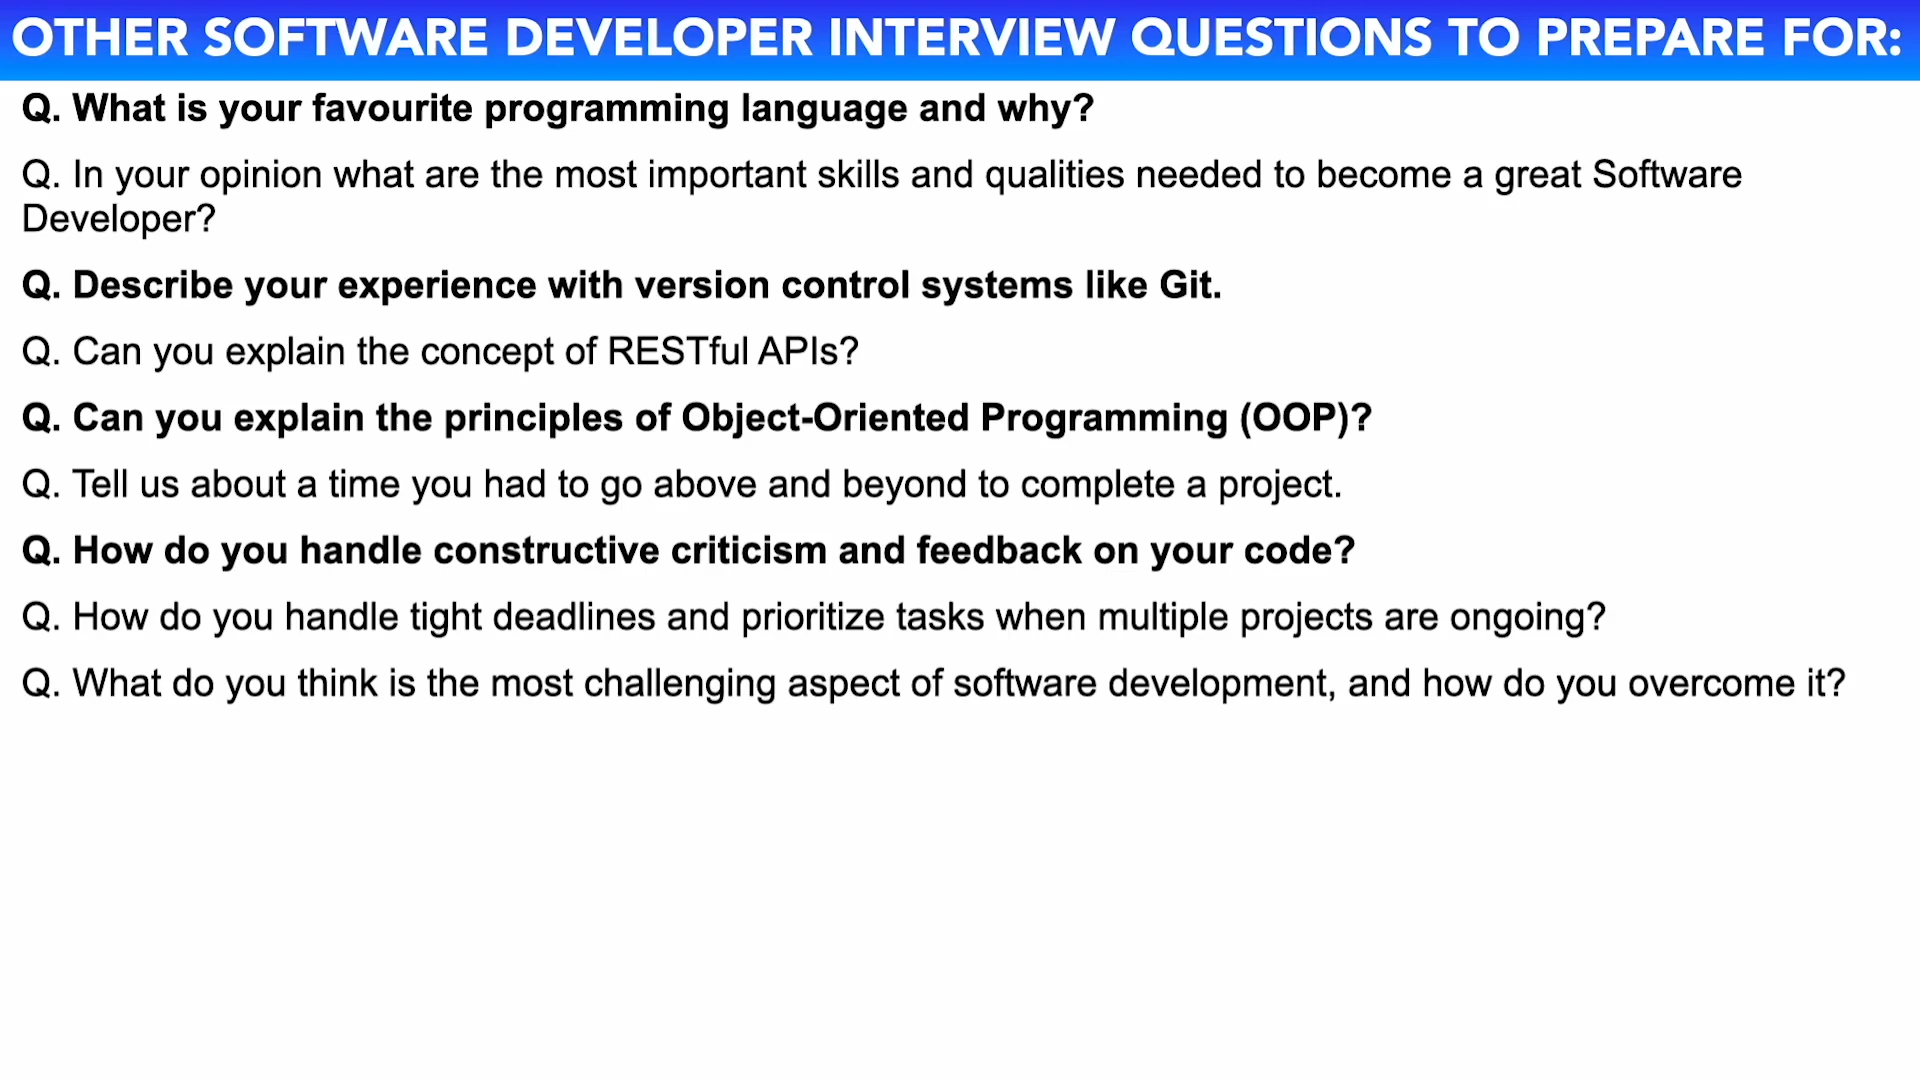 OTHER SOFTWARE DEVELOPER INTERVIEW QUESTIONS TO PREPARE FOR:
Q. What is your favourite programming language and why?
Q. In your opinion what are the most important skills and qualities needed to become a great Software
Developer?
Q. Describe your experience with version control systems like Git.
Q. Can you explain the concept of RESTful APIs?
Q. Can you explain the principles of Object-Oriented Programming (OOP)?
Q. Tell us about a time you had to go above and beyond to complete a project.
Q. How do you handle constructive criticism and feedback on your code?
Q. How do you handle tight deadlines and prioritize tasks when multiple projects are ongoing?
Q. What do you think is the most challenging aspect of software development, and how do you overcome it?